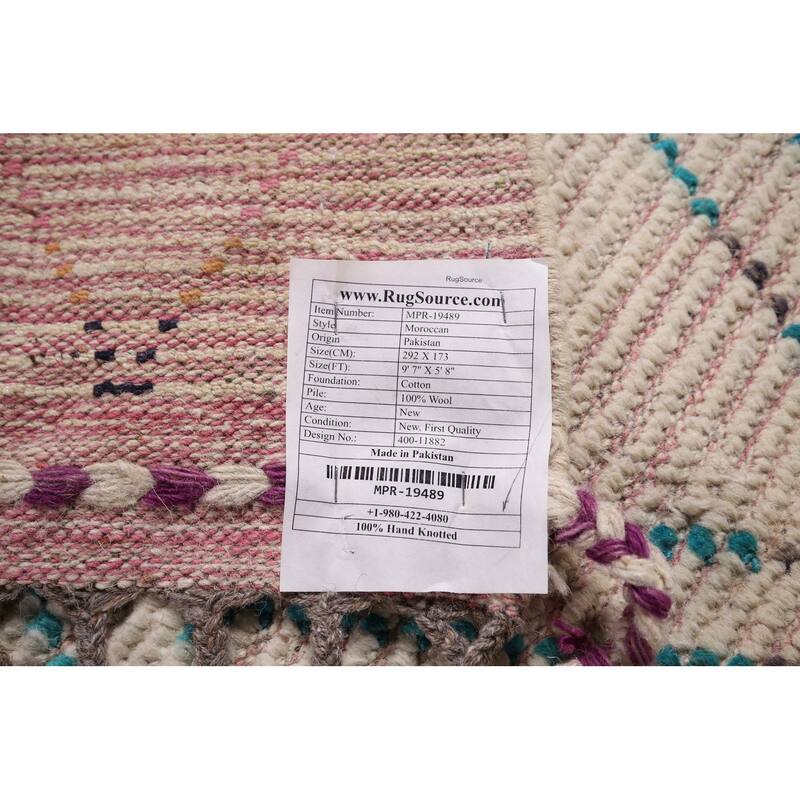 RugSource
www.RugSource.com
Item Number: MPR-19489
Style Moroccan
Origin Pakistan
Size(CM): 292 X 173
Size(FT): 9' 7" X 5' 8"
Foundation: Cotton
Pile: 100% Wool
Age: New
Condition: New, First Quality
Design No.: 400-11882
Made in Pakistan
MPR-19489
+1-980-422-4080
100% Hand Knotted